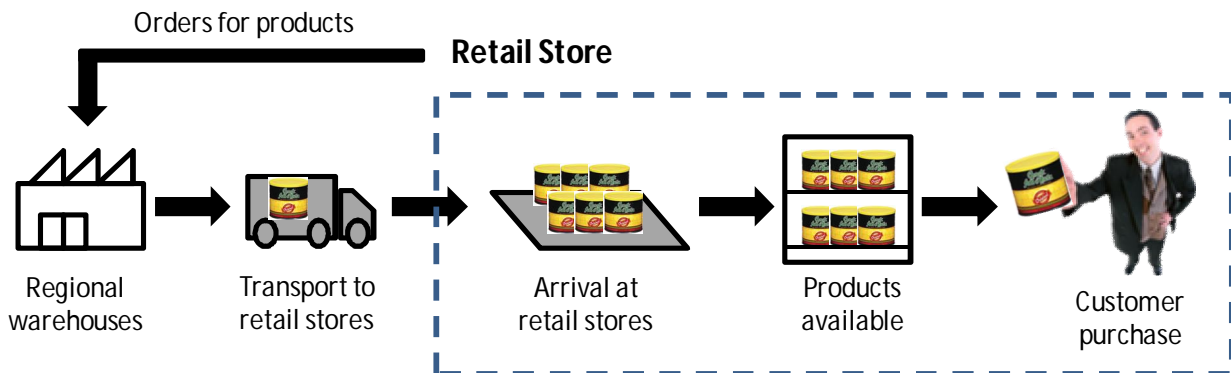 Orders for products
Retail Store
Regional
warehouses
Transport to
retail stores
Arrival at
retail stores
Products
available
Customer
purchase